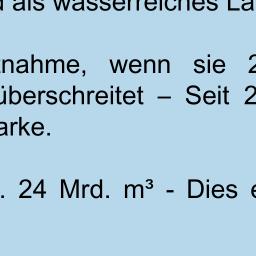 als wasserreiches La
nahme, wenn sie 2
überschreitet – Seit 2
arke.
. 24 Mrd. m³ - Dies e